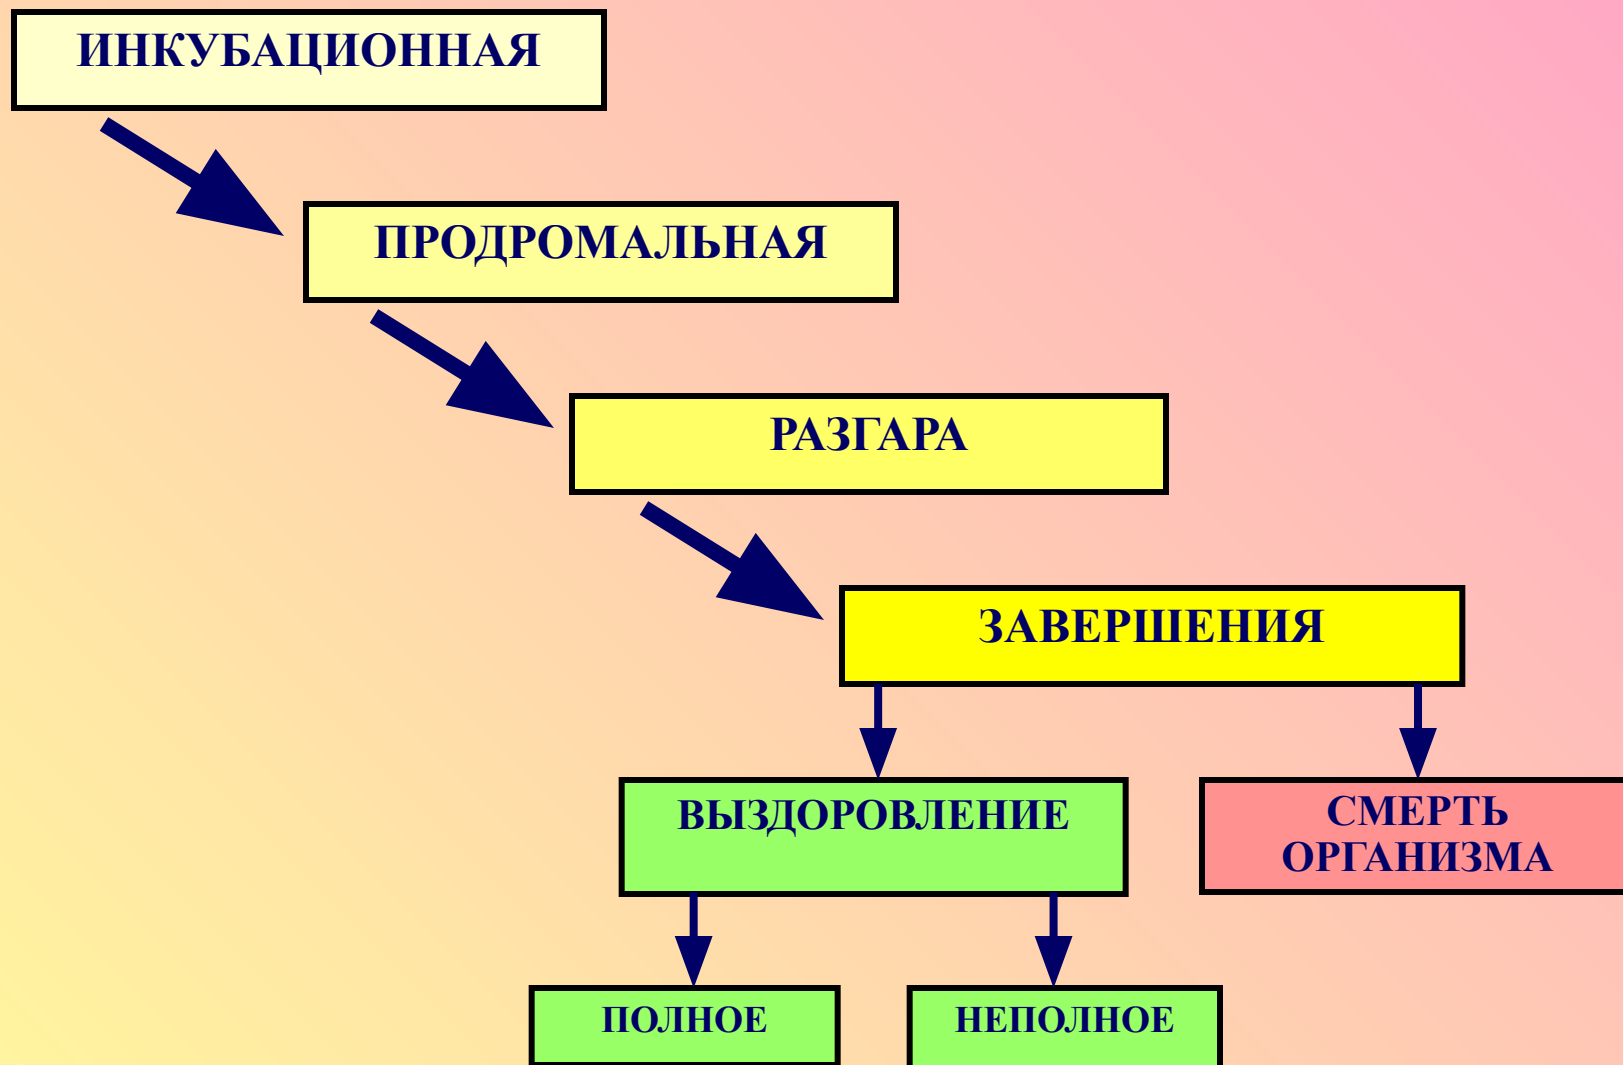 ИНКУБАЦИОННАЯ
ПРОДРОМАЛЬНАЯ
РАЗГАРА
ЗАВЕРШЕНИЯ
ВЫЗДОРОВЛЕНИЕ
СМЕРТЬ
ОРГАНИЗМА
ПОЛНОЕ
НЕПОЛНОЕ